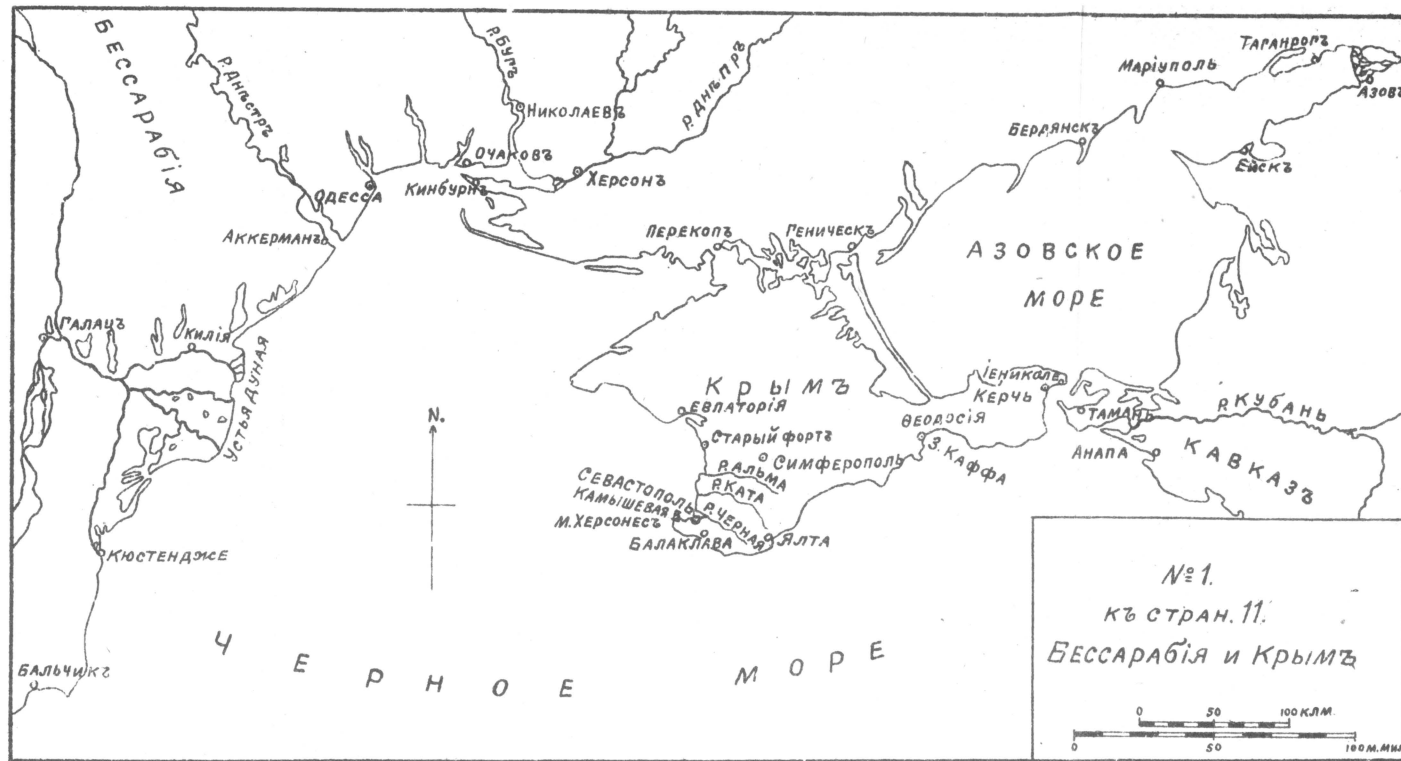 БЕССАРАБІЯ
Р. ДНѢСТРЪ
Р. БУГЪ
Р. ДНѢПРЪ
ТАГАНРОГЪ
МАРІУПОЛЬ
АЗОВЪ
НИКОЛАЕВЪ
БЕРДЯНСКЪ
ОЧАКОВЪ
ЕЙСКЪ
ХЕРСОНЪ
КИНБУРНЪ
ОДЕССА
АККЕРМАНЪ
ПЕРЕКОПЪ
ГЕНИЧЕСКЪ
АЗОВСКОЕ
МОРЕ
ГАЛАЦЪ
КИЛІЯ
УСТЬЯ ДУНАЯ
N.
КРЫМЪ
ІЕНИКАЛЕ
КЕРЧЬ
ЕВПАТОРІЯ
ТАМАНЬ
Р. КУБАНЬ
ѲЕОДОСІЯ
З. КАФФА
АНАПА
КАВКАЗЪ
СТАРЫЙ ФОРТЪ
СИМФЕРОПОЛЬ
Р. АЛЬМА
Р. КАТА
СЕВАСТОПОЛЬ
КАМЫШЕВАЯ Б
Р. ЧЕРНАЯ
М. ХЕРСОНЕСЪ
БАЛАКЛАВА
ЯЛТА
КЮСТЕНДЖЕ
БАЛЬЧИКЪ
ЧЕРНОЕ МОРЕ
№ 1.
КЪ СТРАН. 11.
БЕССАРАБІЯ И КРЫМЪ
0 50 100 КЛМ.
0 50 100 М. МИЛ